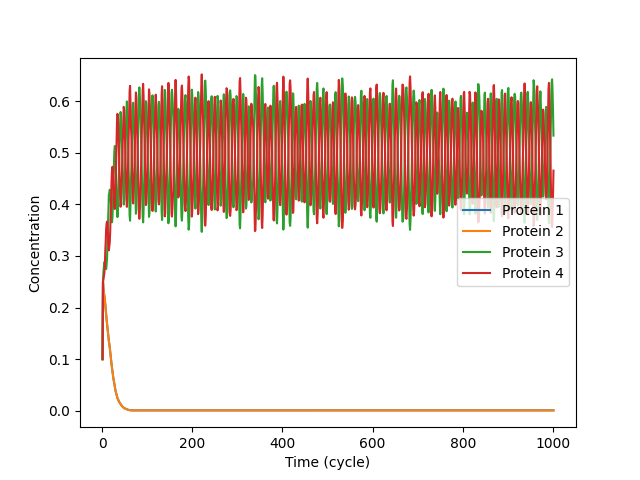 0.6
0.5
0.4
0.3
0.2
0.1
0.0
Concentration
Protein 1
Protein 2
Protein 3
Protein 4
0 200 400 600 800 1000
Time (cycle)